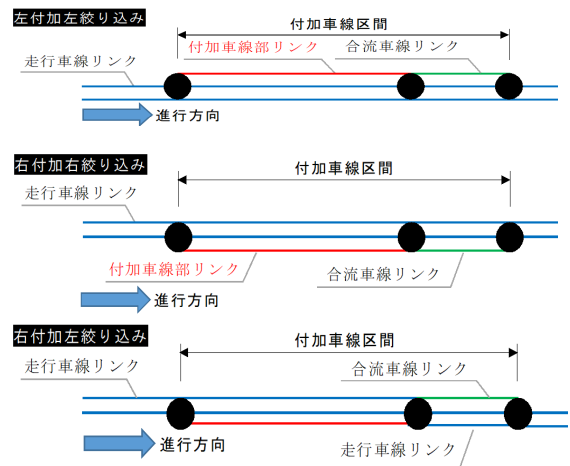 左付加左絞り込み
付加車線区間
付加車線部リンク
合流車線リンク
走行車線リンク
進行方向
右付加右絞り込み
付加車線区間
走行車線リンク
付加車線部リンク
合流車線リンク
進行方向
右付加左絞り込み
付加車線区間
走行車線リンク
合流車線リンク
進行方向
走行車線リンク